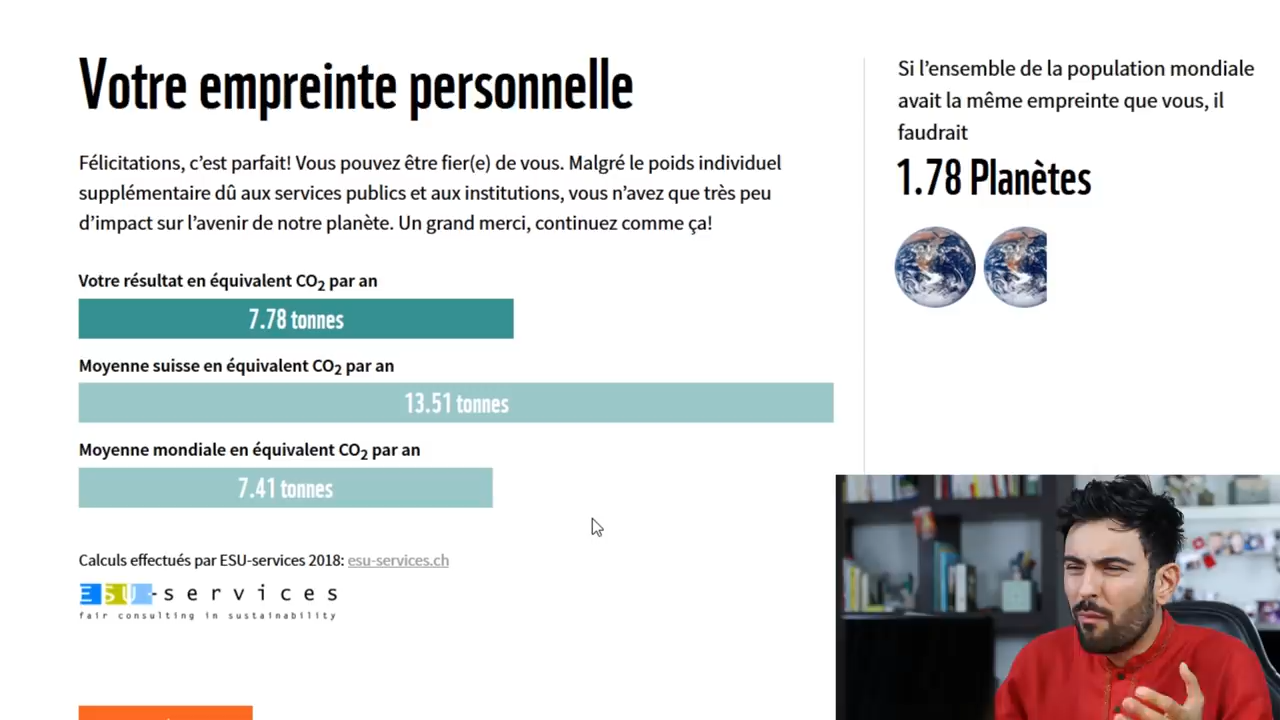 Votre empreinte personnelle
Félicitations, c’est parfait! Vous pouvez être fier(e) de vous. Malgré le poids individuel
supplémentaire dû aux services publics et aux institutions, vous n’avez que très peu
d’impact sur l’avenir de notre planète. Un grand merci, continuez comme ça!
Votre résultat en équivalent CO2 par an
7.78 tonnes
Moyenne suisse en équivalent CO2 par an
13.51 tonnes
Moyenne mondiale en équivalent CO2 par an
7.41 tonnes
Calculs effectués par ESU-services 2018: esu-services.ch
ESU-services
fair consulting in sustainability
Si l’ensemble de la population mondiale
avait la même empreinte que vous, il
faudrait
1.78 Planètes